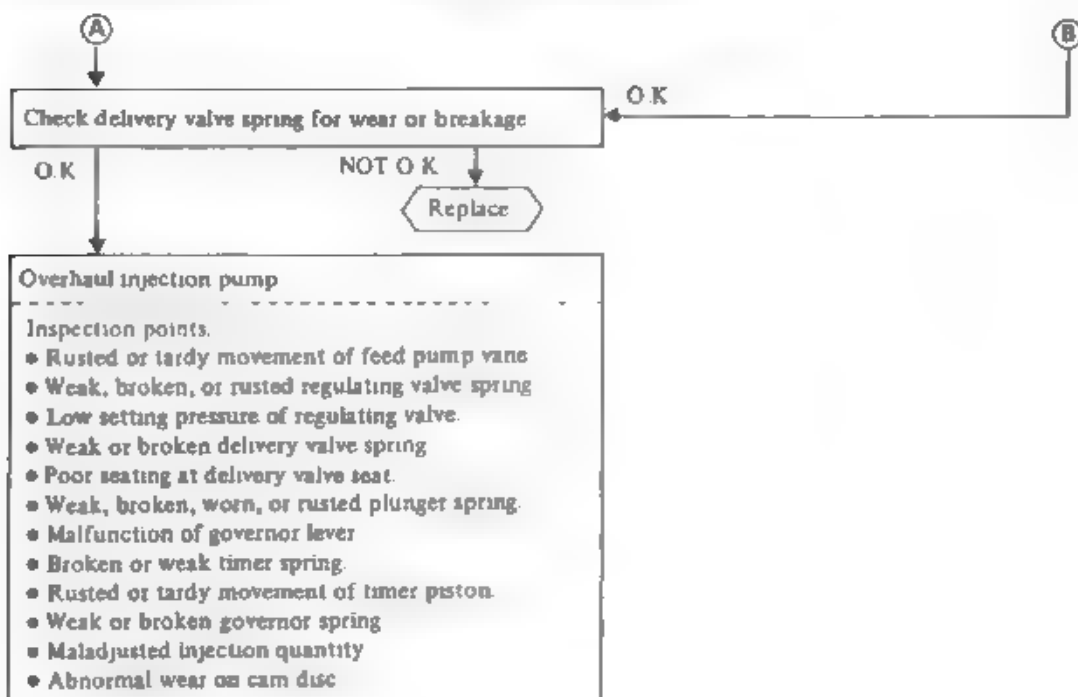 A
B
O.K
Check delivery valve spring for wear or breakage
O.K
NOT O K
Replace
Overhaul injection pump
Inspection points.
● Rusted or tardy movement of feed pump vane
● Weak, broken, or rusted regulating valve spring
● Low setting pressure of regulating valve.
● Weak or broken delivery valve spring
● Poor seating at delivery valve seat.
● Weak, broken, worn, or rusted plunger spring.
● Malfunction of governor lever
● Broken or weak timer spring.
● Rusted or tardy movement of timer piston.
● Weak or broken governor spring
● Maladjusted injection quantity
● Abnormal wear on cam disc